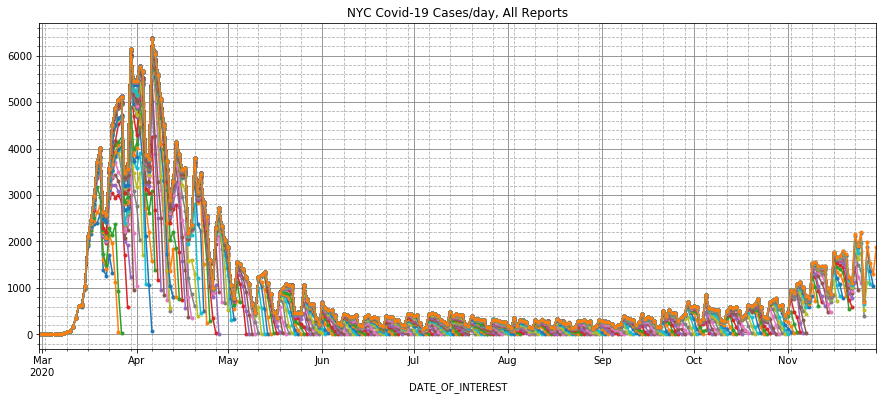 NYC Covid-19 Cases/day, All Reports
6000
5000
4000
3000
2000
1000
0
Mar Apr May Jun Jul Aug Sep Oct Nov
2020
DATE_OF_INTEREST